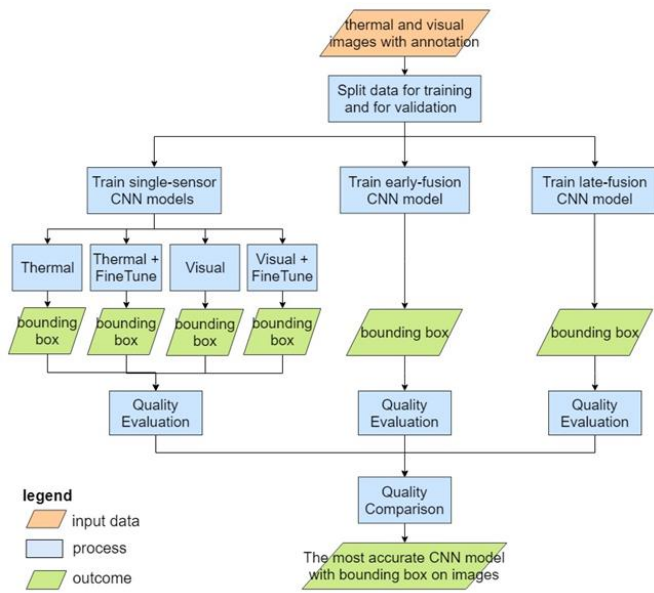 thermal and visual
images with annotation
Split data for training
and for validation
Train single-sensor
CNN models
Train early-fusion
CNN model
Train late-fusion
CNN model
Thermal
Thermal +
FineTune
Visual
Visual +
FineTune
bounding
box
bounding
box
bounding
box
bounding
box
bounding box
bounding box
Quality
Evaluation
Quality
Evaluation
Quality
Evaluation
Quality
Comparison
The most accurate CNN model
with bounding box on images
legend
input data
process
outcome